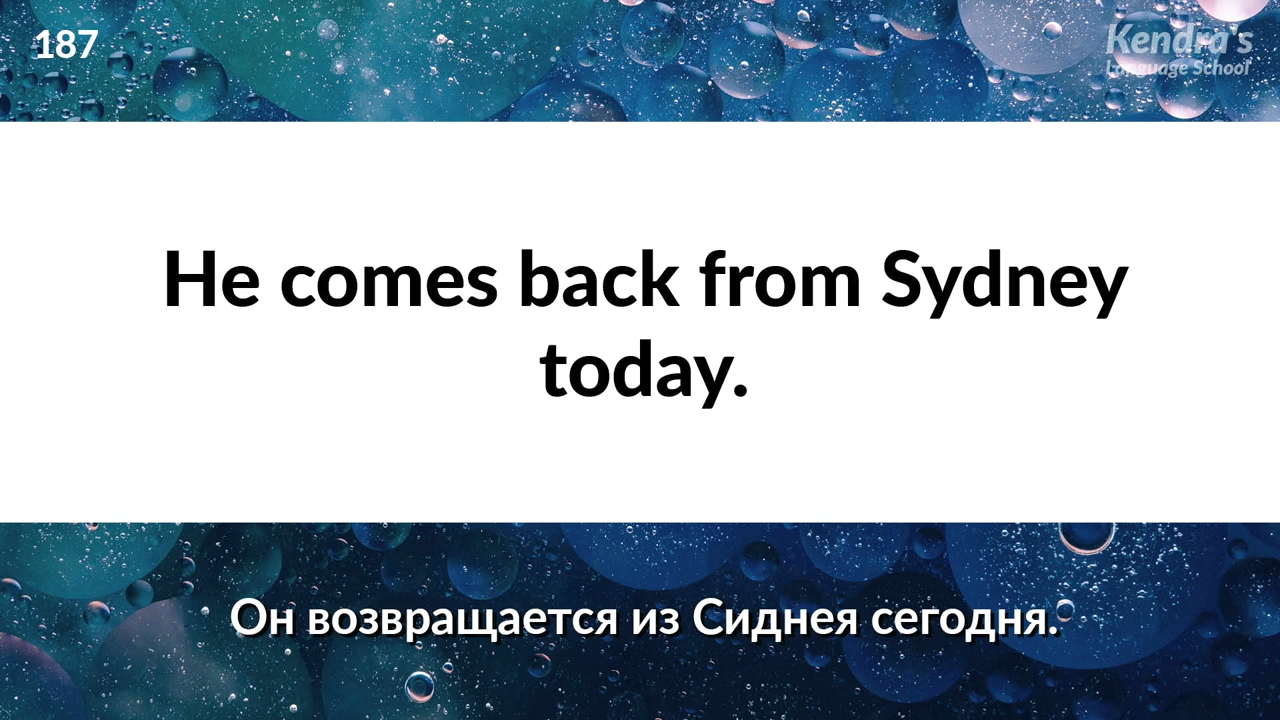 187
Kendra's
Language School
He comes back from Sydney
today.
Он возвращается из Сиднея сегодня.